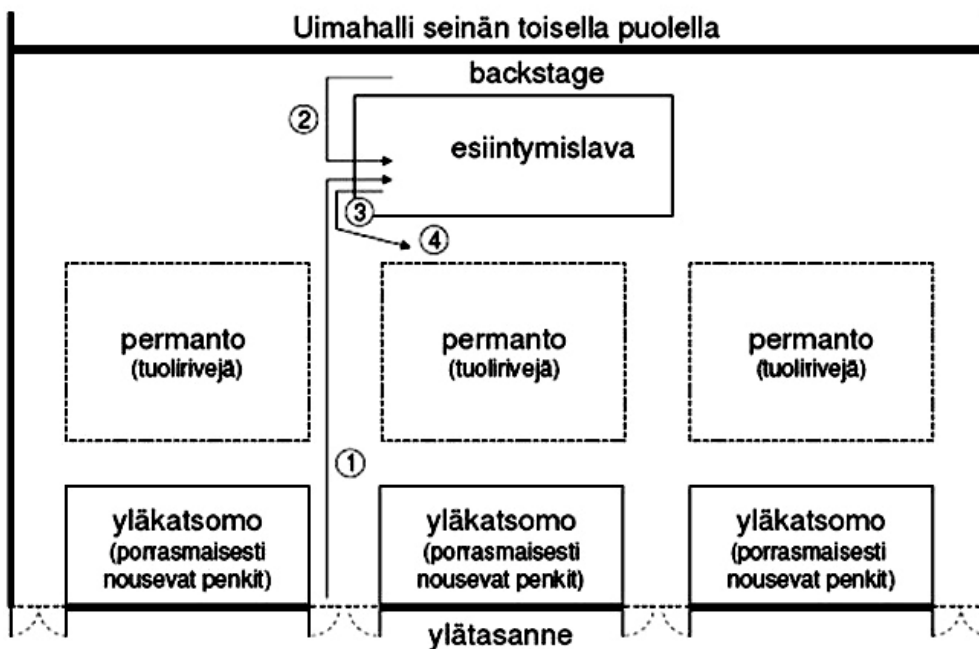 Uimahalli seinän toisella puolella
backstage
②
esiintymislava
③
④
permanto
(tuolirivejä)
permanto
(tuolirivejä)
permanto
(tuolirivejä)
①
yläkatsomo
(porrasmaisesti
nousevat penkit)
yläkatsomo
(porrasmaisesti
nousevat penkit)
yläkatsomo
(porrasmaisesti
nousevat penkit)
ylätasanne